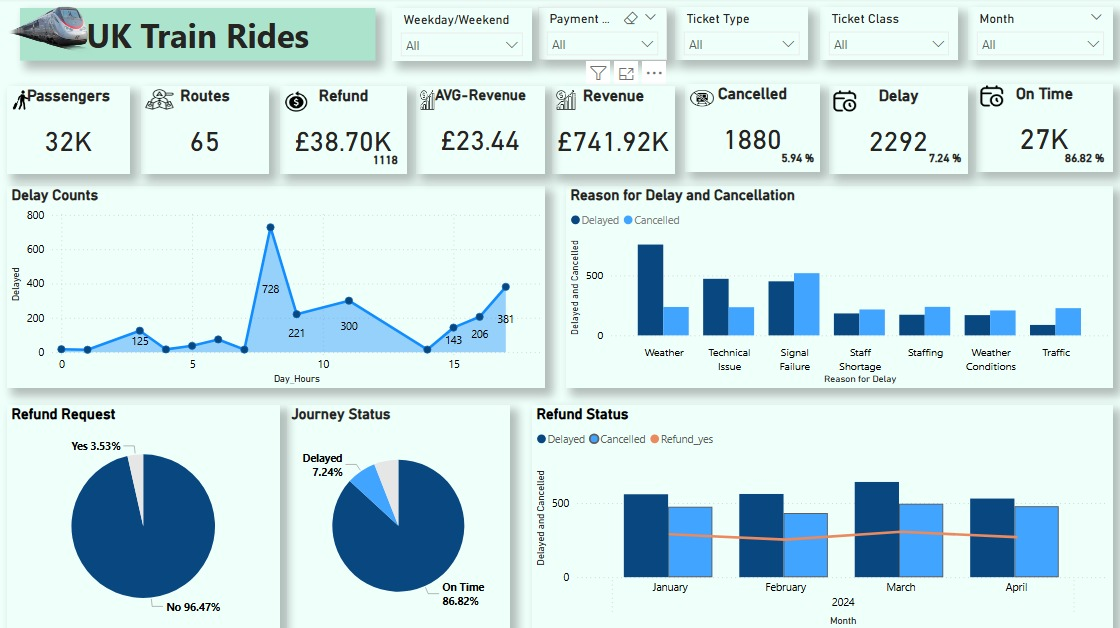 UK Train Rides
Weekday/Weekend
All
Payment ...
All
Ticket Type
All
Ticket Class
All
Month
All
Passengers
32K
Routes
65
Refund
£38.70K
1118
AVG-Revenue
£23.44
Revenue
£741.92K
Cancelled
1880
5.94 %
Delay
2292
7.24 %
On Time
27K
86.82 %
Delay Counts
Delayed
800
600
400
200
0
125
728
221
300
143
206
381
0
5
10
15
Day_Hours
Reason for Delay and Cancellation
Delayed
Cancelled
Delayed and Cancelled
500
0
Weather
Technical
Issue
Signal
Failure
Staff
Shortage
Staffing
Weather
Conditions
Traffic
Reason for Delay
Refund Request
Yes 3.53%
No 96.47%
Journey Status
Delayed
7.24%
On Time
86.82%
Refund Status
Delayed
Cancelled
Refund_yes
Delayed and Cancelled
500
0
January
February
March
April
2024
Month